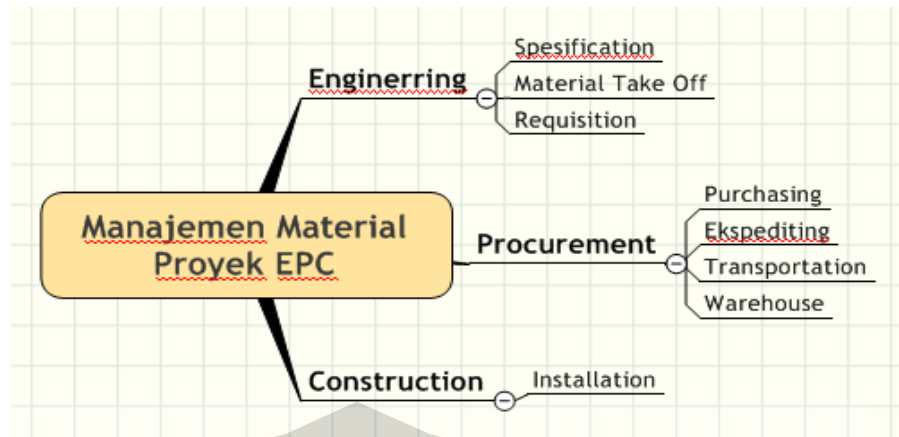 Spesification
Enginerring
Material Take Off
Requisition
Manajemen Material
Proyek EPC
Purchasing
Procurement
Ekspediting
Transportation
Warehouse
Construction
Installation